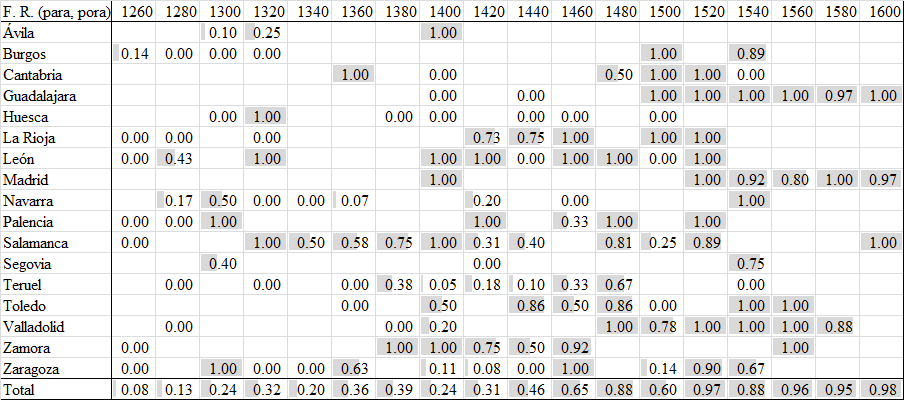 F. R. (para, pora) 1260 1280 1300 1320 1340 1360 1380 1400 1420 1440 1460 1480 1500 1520 1540 1560 1580 1600
Ávila 0.10 0.25 1.00
Burgos 0.14 0.00 0.00 0.00 1.00 0.89
Cantabria 1.00 0.00 0.50 1.00 1.00 0.00
Guadalajara 0.00 0.00 1.00 1.00 1.00 1.00 0.97 1.00
Huesca 0.00 1.00 0.00 0.00 0.00 0.00 0.00
La Rioja 0.00 0.00 0.00 0.73 0.75 1.00 1.00 1.00
León 0.00 0.43 1.00 1.00 1.00 0.00 1.00 1.00 0.00 1.00
Madrid 1.00 1.00 0.92 0.80 1.00 0.97
Navarra 0.17 0.50 0.00 0.00 0.07 0.20 0.00 1.00
Palencia 0.00 0.00 1.00 1.00 0.33 1.00 1.00
Salamanca 0.00 1.00 0.50 0.58 0.75 1.00 0.31 0.40 0.81 0.25 0.89 1.00
Segovia 0.40 0.00 0.75
Teruel 0.00 0.00 0.00 0.38 0.05 0.18 0.10 0.33 0.67 0.00
Toledo 0.00 0.50 0.86 0.50 0.86 0.00 1.00 1.00
Valladolid 0.00 0.00 0.20 1.00 0.78 1.00 1.00 1.00 0.88
Zamora 0.00 1.00 1.00 0.75 0.50 0.92 1.00
Zaragoza 0.00 1.00 0.00 0.00 0.63 0.11 0.08 0.00 1.00 0.14 0.90 0.67
Total 0.08 0.13 0.24 0.32 0.20 0.36 0.39 0.24 0.31 0.46 0.65 0.88 0.60 0.97 0.88 0.96 0.95 0.98